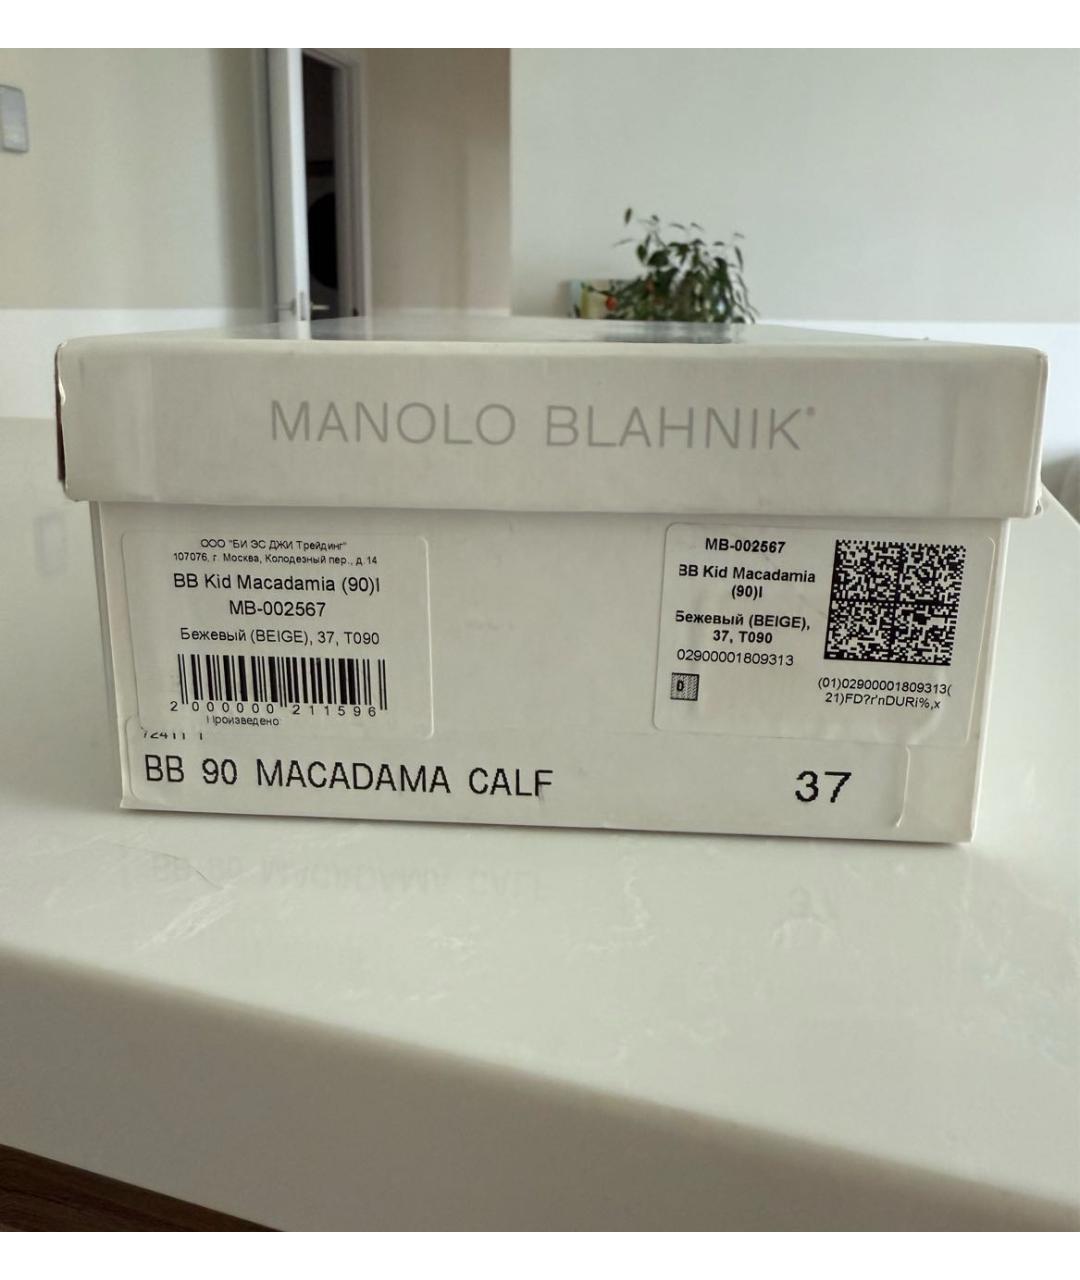 MANOLO BLAHNIK®
ООО "БИ ЭС ДЖИ Трейдинг"
107076, г. Москва, Колодезный пер., д. 14
BB Kid Macadamia (90)I
MB-002567
Бежевый (BEIGE), 37, T090
2 000000 211596
Произведено
MB-002567
BB Kid Macadamia
(90)I
Бежевый (BEIGE),
37, T090
02900001809313
0
(01)02900001809313(
21)FD?r'nDURi%,x
BB 90 MACADAMA CALF
37